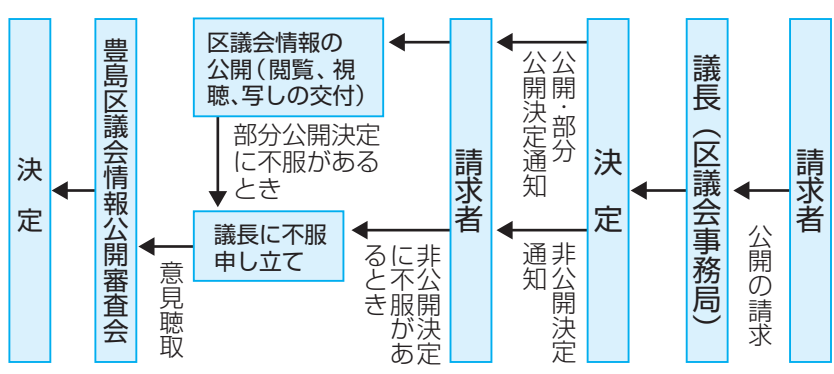 請求者
公開の請求
議長（区議会事務局）
決定
公開・部分
公開決定通知
非公開決定
通知
請求者
区議会情報の
公開（閲覧、視
聴、写しの交付）
部分公開決定
に不服がある
とき
非公開決定
に不服があ
るとき
議長に不服
申し立て
意見聴取
豊島区議会情報公開審査会
決定